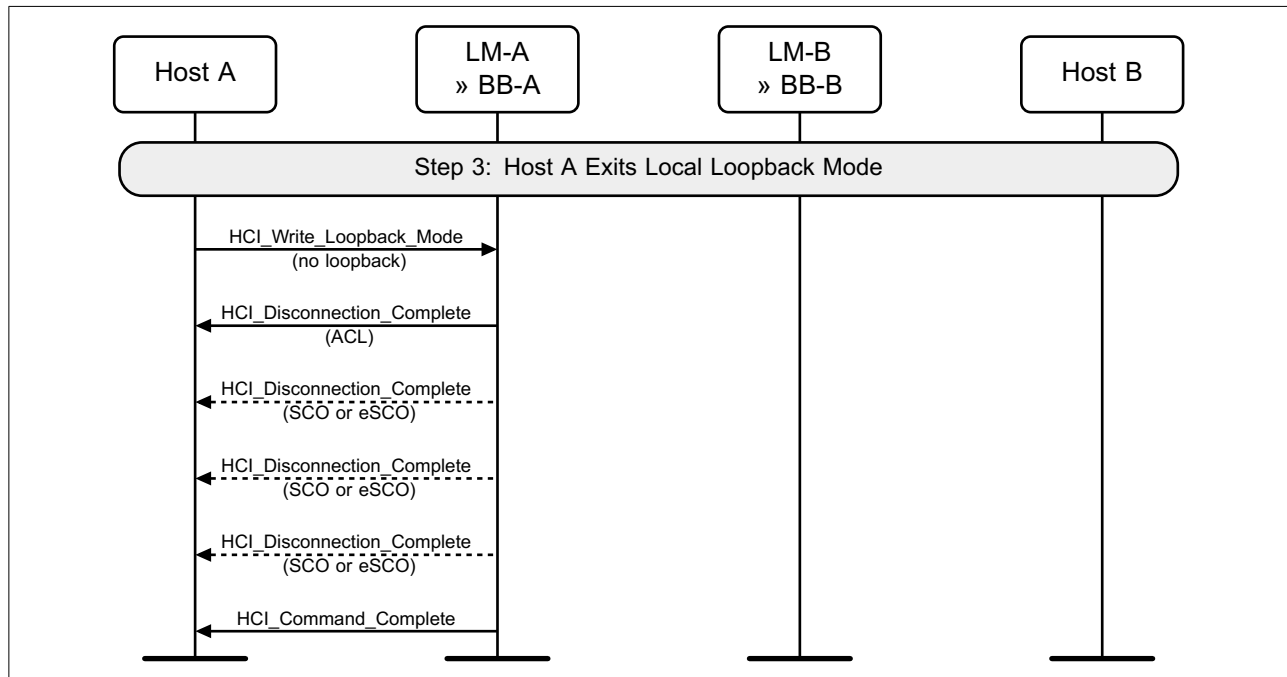 Host A
LM-A
» BB-A
LM-B
» BB-B
Host B
Step 3: Host A Exits Local Loopback Mode
HCI_Write_Loopback_Mode
(no loopback)
HCI_Disconnection_Complete
(ACL)
HCI_Disconnection_Complete
(SCO or eSCO)
HCI_Disconnection_Complete
(SCO or eSCO)
HCI_Disconnection_Complete
(SCO or eSCO)
HCI_Command_Complete